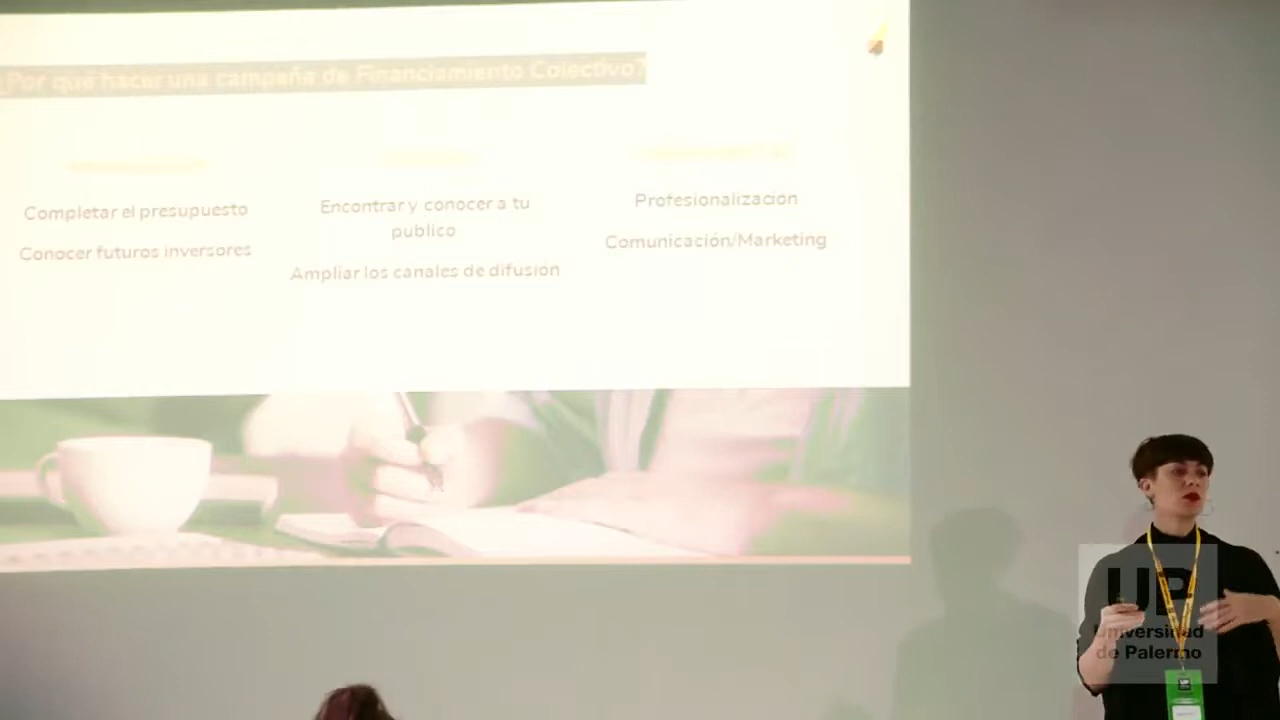 ¿Por qué hacer una campaña de Financiamiento Colectivo?
Completar el presupuesto
Conocer futuros inversores
Encontrar y conocer a tu
publico
Ampliar los canales de difusión
Profesionalización
Comunicación/Marketing
UP
Universidad
de Palermo